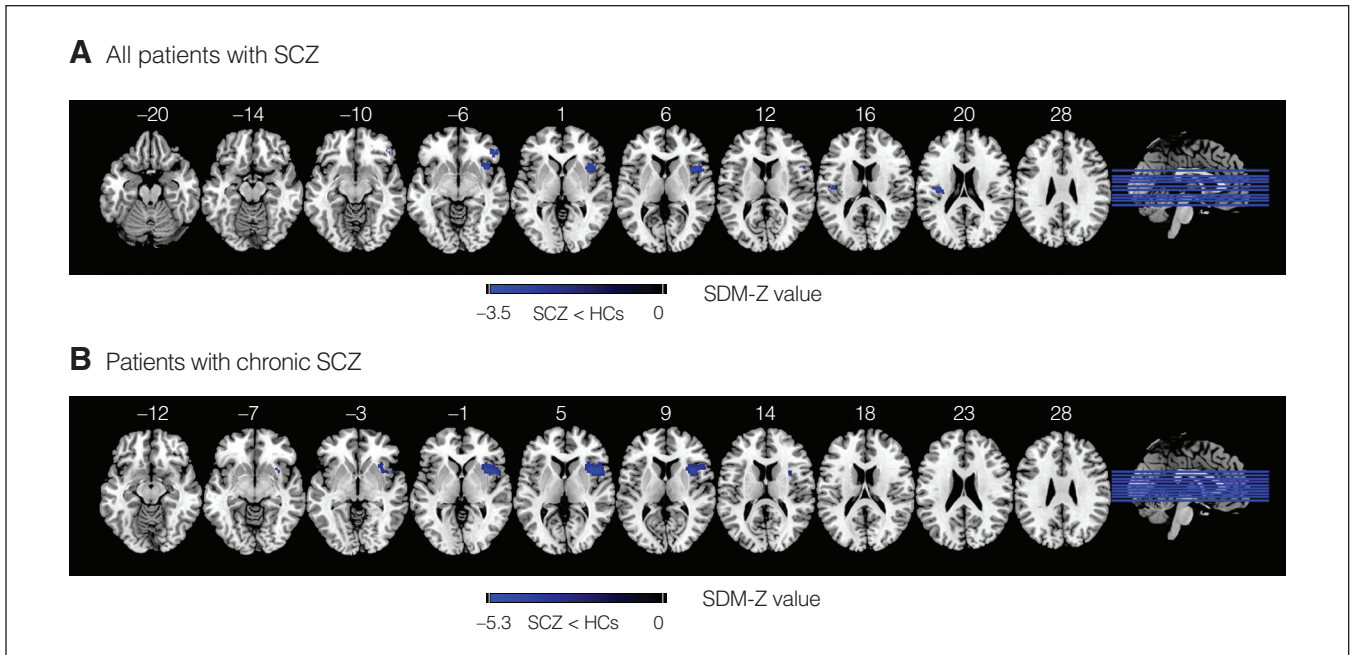 A All patients with SCZ
−20 −14 −10 −6 1 6 12 16 20 28
SDM-Z value
−3.5 SCZ < HCs 0
B Patients with chronic SCZ
−12 −7 −3 −1 5 9 14 18 23 28
SDM-Z value
−5.3 SCZ < HCs 0